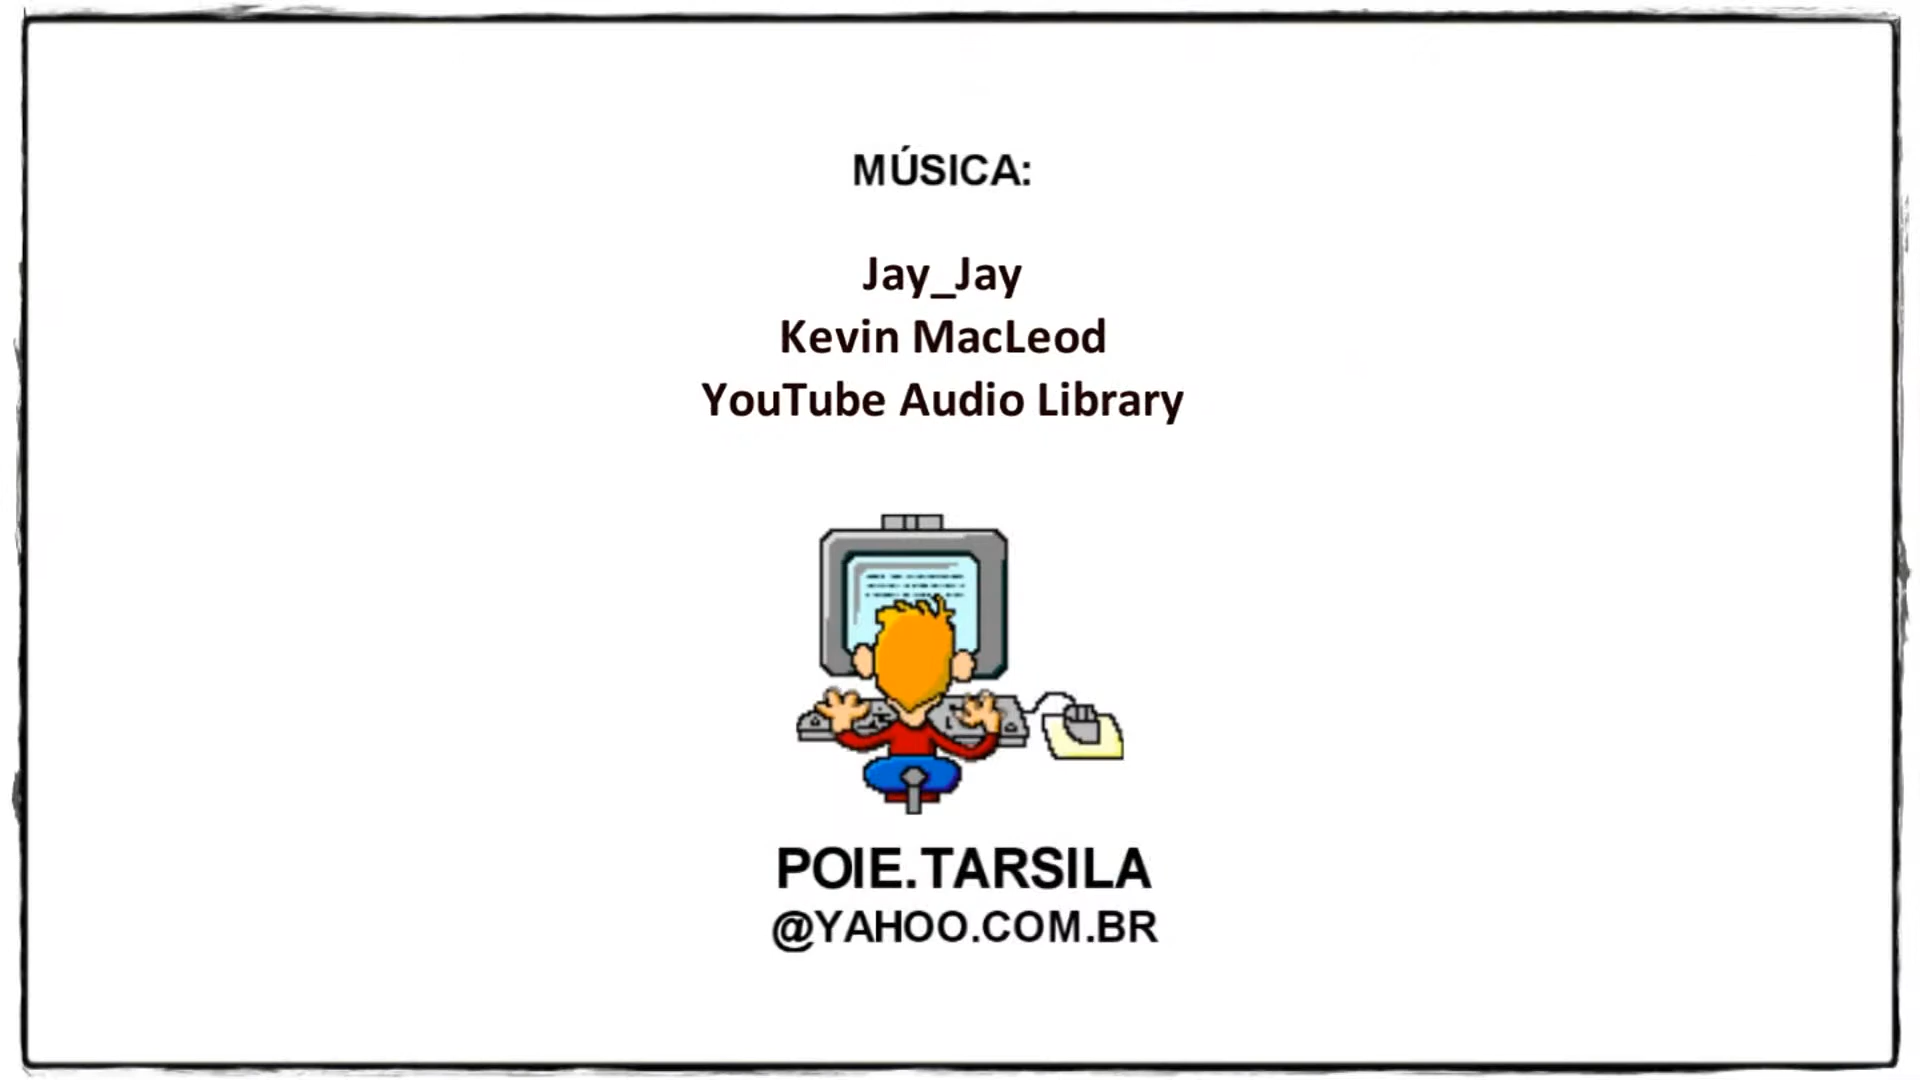 MÚSICA:
Jay_Jay
Kevin MacLeod
YouTube Audio Library
POIE.TARSILA
@YAHOO.COM.BR